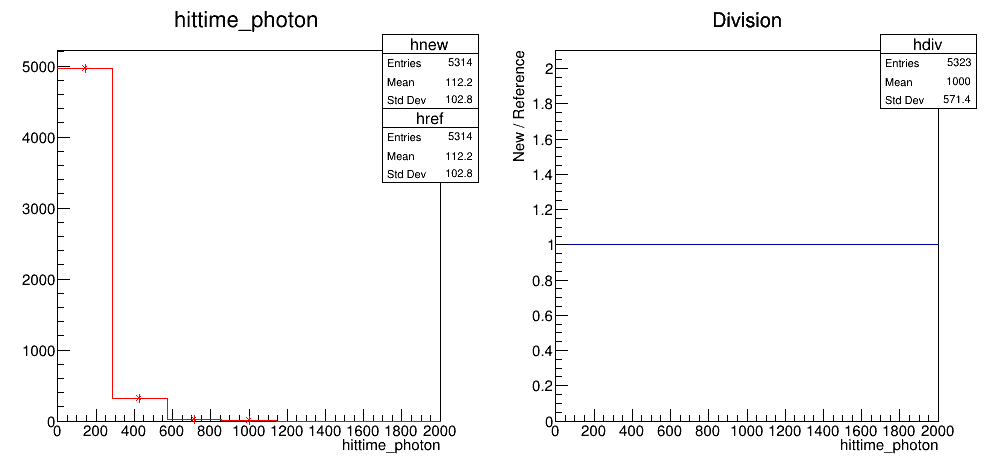 hittime_photon
hnew
Entries 5314
Mean 112.2
Std Dev 102.8
href
Entries 5314
Mean 112.2
Std Dev 102.8
5000
4000
3000
2000
1000
0
0 200 400 600 800 1000 1200 1400 1600 1800 2000
hittime_photon
Division
hdiv
Entries 5323
Mean 1000
Std Dev 571.4
New / Reference
2
1.8
1.6
1.4
1.2
1
0.8
0.6
0.4
0.2
0
0 200 400 600 800 1000 1200 1400 1600 1800 2000
hittime_photon